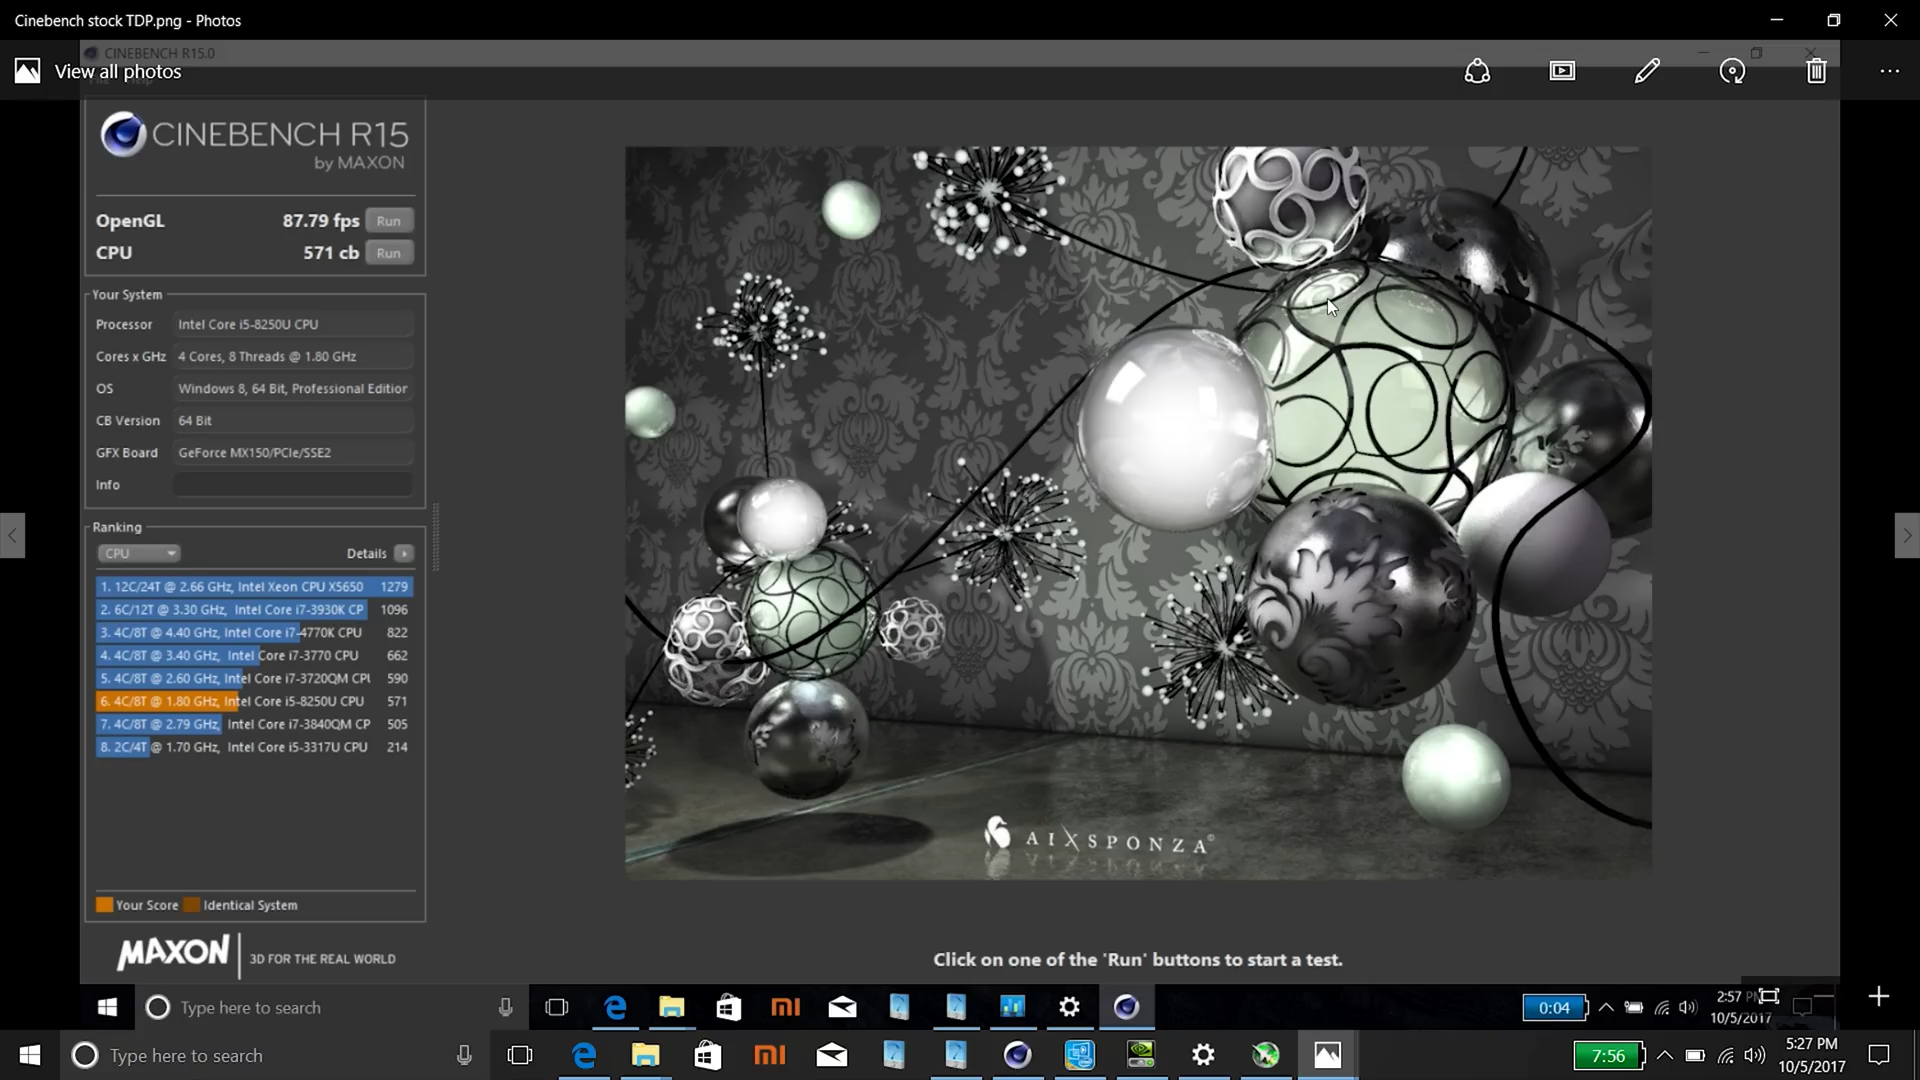 Cinebench stock TDP.png - Photos
CINEBENCH R15.0
View all photos
CINEBENCH R15
by MAXON
OpenGL 87.79 fps Run
CPU 571 cb Run
Your System
Processor Intel Core i5-8250U CPU
Cores x GHz 4 Cores, 8 Threads @ 1.80 GHz
OS Windows 8, 64 Bit, Professional Edition
CB Version 64 Bit
GFX Board GeForce MX150/PCIe/SSE2
Info
Ranking
CPU Details
1. 12C/24T @ 2.66 GHz, Intel Xeon CPU X5650 1279
2. 6C/12T @ 3.30 GHz, Intel Core i7-3930K CP 1096
3. 4C/8T @ 4.40 GHz, Intel Core i7-4770K CPU 822
4. 4C/8T @ 3.40 GHz, Intel Core i7-3770 CPU 662
5. 4C/8T @ 2.60 GHz, Intel Core i7-3720QM CPU 590
6. 4C/8T @ 1.80 GHz, Intel Core i5-8250U CPU 571
7. 4C/8T @ 2.79 GHz, Intel Core i7-3840QM CP 505
8. 2C/4T @ 1.70 GHz, Intel Core i5-3317U CPU 214
Your Score Identical System
MAXON 3D FOR THE REAL WORLD
AIXSPONZA©
Click on one of the 'Run' buttons to start a test.
Type here to search
0:04
2:57 P
10/5/2017
Type here to search
7:56
5:27 PM
10/5/2017